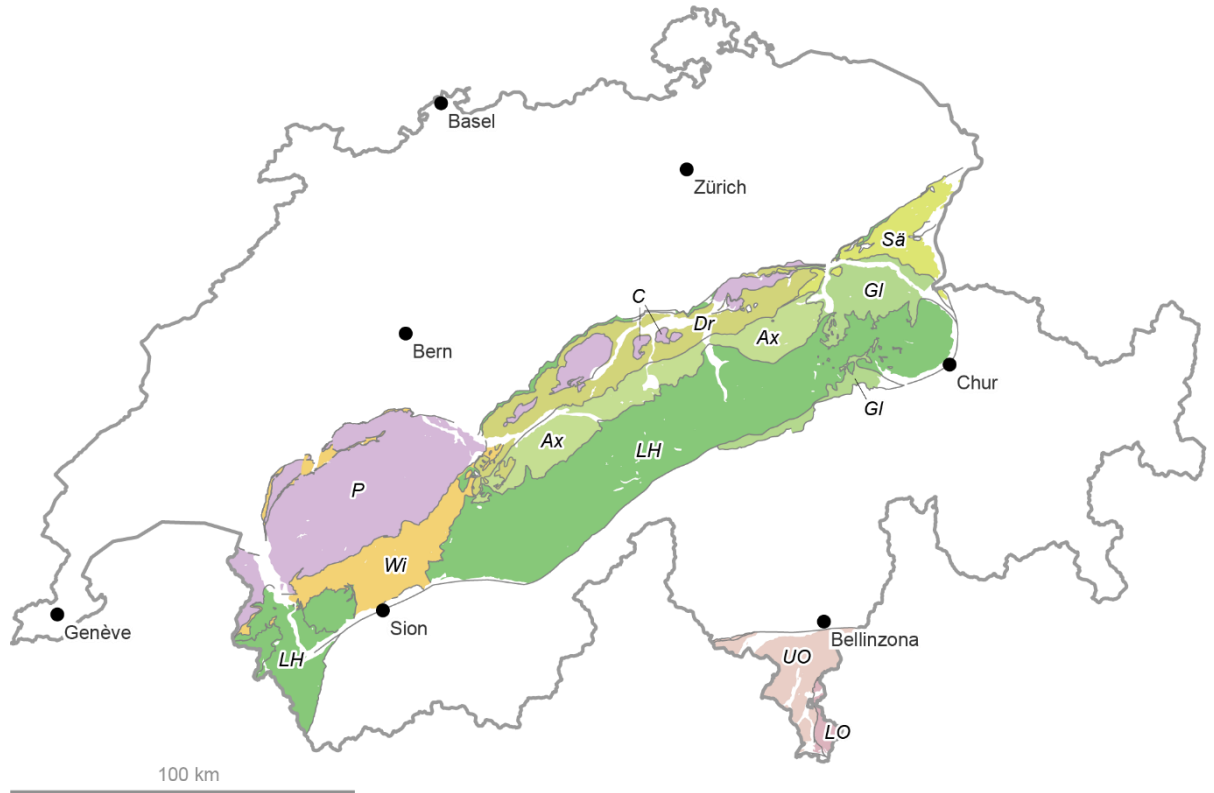 Basel
Zürich
Sä
C
Gl
Dr
Ax
Bern
Chur
Gl
Ax
LH
P
Wi
Genève
Sion
Bellinzona
LH
UO
LO
100 km